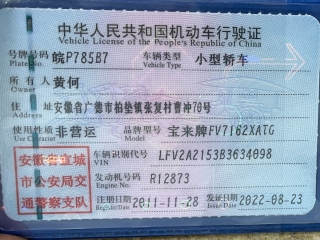 中华人民共和国机动车行驶证
Vehicle License of the People's Republic of China
号牌号码 皖P785B7 车辆类型 小型轿车
Plate No. Vehicle Type
所有人 黄何
Owner
住址 安徽省广德市柏垫镇张复村曹冲70号
Address
使用性质 非营运 品牌型号 宝来牌FV7162XATG
Use Character Model
安徽省宣城 车辆识别代号 LFV2A2153B3634098
VIN
市公安局交 发动机号码 R12873
Engine No.
通警察支队 注册日期 2011-11-28 发证日期 2022-08-23
Register Date Issue Date